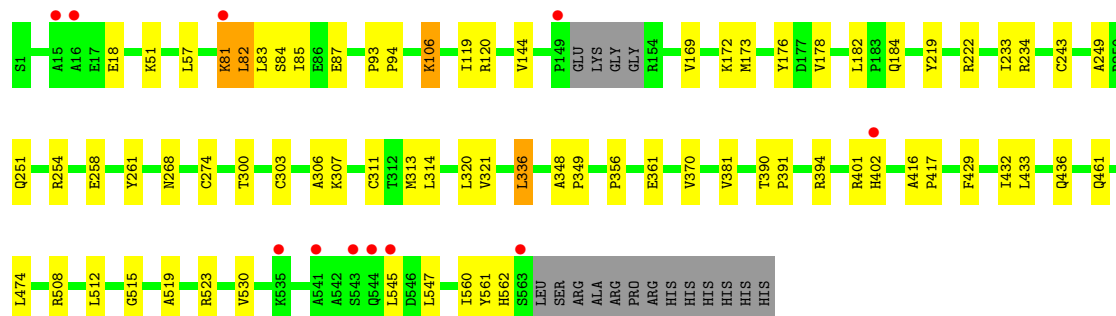 S1 A15 A16 E17 E18 K51 L57 K81 L82 L83 S84 I85 E86 E87 P93 P94 K106 I119 R120 V144 P149 GLU LYS GLY GLY R154 V169 K172 M173 Y176 D177 V178 L182 P183 Q184 Y219 R222 I233 R234 C243 A249
Q251 R254 E258 Y261 N268 C274 T300 C303 A306 K307 C311 T312 M313 L314 L320 V321 L336 A348 P349 P356 E361 V370 V381 T390 P391 R394 R401 H402 A416 P417 F429 I432 L433 Q436 Q461
L474 R508 L512 G515 A519 R523 V530 K535 A541 A542 S543 Q544 L545 D546 L547 I560 Y561 H562 S563 LEU SER ARG ALA ARG PRO ARG HIS HIS HIS HIS HIS HIS